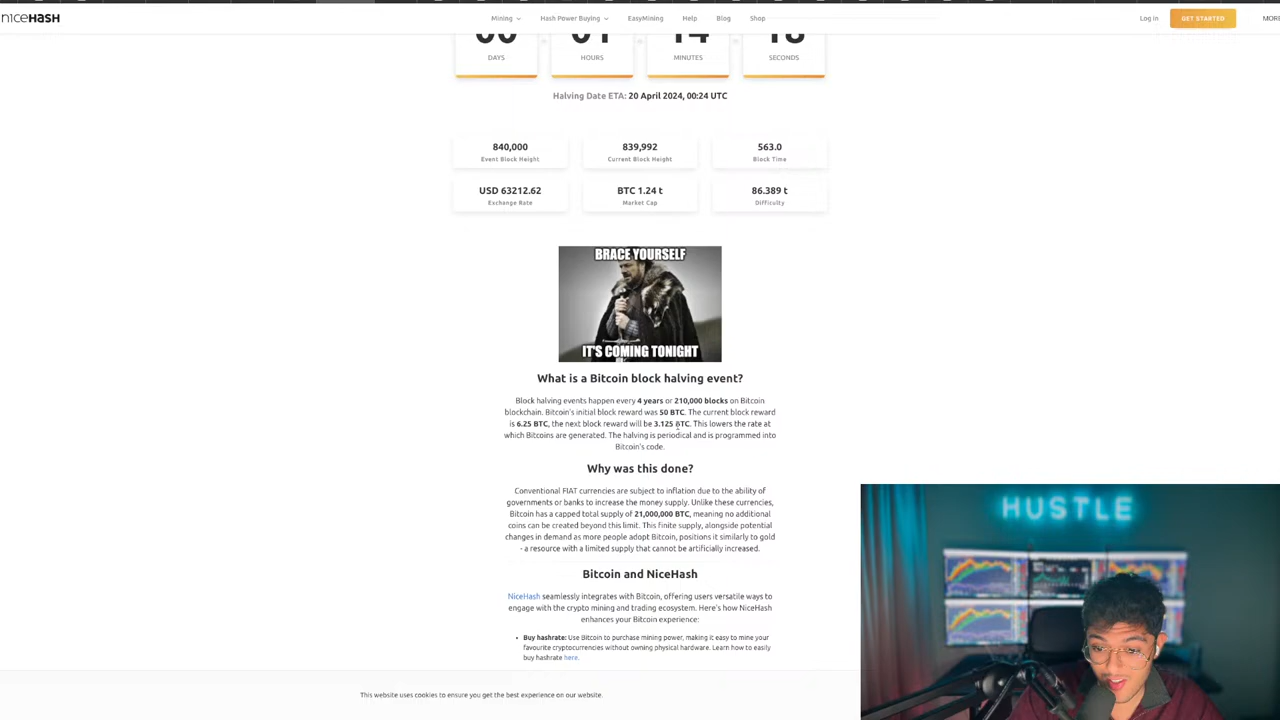 niceHASH
Mining
Hash Power Buying
EasyMining
Help
Blog
Shop
Log in
GET STARTED
DAYS
HOURS
MINUTES
SECONDS
Halving Date ETA: 20 April 2024, 00:24 UTC
840,000
Event Block Height
839,992
Current Block Height
563.0
Block Time
USD 63212.62
Exchange Rate
BTC 1.24 t
Market Cap
86.389 t
Difficulty
BRACE YOURSELF
IT'S COMING TONIGHT
What is a Bitcoin block halving event?
Block halving events happen every 4 years or 210,000 blocks on Bitcoin
blockchain. Bitcoin's initial block reward was 50 BTC. The current block reward
is 6.25 BTC, the next block reward will be 3.125 BTC. This lowers the rate at
which Bitcoins are generated. The halving is periodical and is programmed into
Bitcoin's code.
Why was this done?
Conventional FIAT currencies are subject to inflation due to the ability of
governments or banks to increase the money supply. Unlike these currencies,
Bitcoin has a capped total supply of 21,000,000 BTC, meaning no additional
coins can be created beyond this limit. This finite supply, alongside potential
changes in demand as more people adopt Bitcoin, positions it similarly to gold
- a resource with a limited supply that cannot be artificially increased.
Bitcoin and NiceHash
NiceHash seamlessly integrates with Bitcoin, offering users versatile ways to
engage with the crypto mining and trading ecosystem. Here's how NiceHash
enhances your Bitcoin experience:
• Buy hashrate: Use Bitcoin to purchase mining power, making it easy to mine your
favourite cryptocurrencies without owning physical hardware. Learn how to easily
buy hashrate here.
This website uses cookies to ensure you get the best experience on our website.
HUSTLE